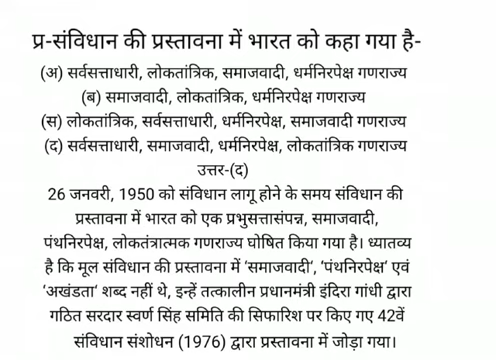 प्र-संविधान की प्रस्तावना में भारत को कहा गया है-
(अ) सर्वसत्ताधारी, लोकतांत्रिक, समाजवादी, धर्मनिरपेक्ष गणराज्य
(ब) समाजवादी, लोकतांत्रिक, धर्मनिरपेक्ष गणराज्य
(स) लोकतांत्रिक, सर्वसत्ताधारी, धर्मनिरपेक्ष, समाजवादी गणराज्य
(द) सर्वसत्ताधारी, समाजवादी, धर्मनिरपेक्ष, लोकतांत्रिक गणराज्य
उत्तर-(द)
26 जनवरी, 1950 को संविधान लागू होने के समय संविधान की
प्रस्तावना में भारत को एक प्रभुसत्तासंपन्न, समाजवादी,
पंथनिरपेक्ष, लोकतंत्रात्मक गणराज्य घोषित किया गया है। ध्यातव्य
है कि मूल संविधान की प्रस्तावना में 'समाजवादी', 'पंथनिरपेक्ष' एवं
'अखंडता' शब्द नहीं थे, इन्हें तत्कालीन प्रधानमंत्री इंदिरा गांधी द्वारा
गठित सरदार स्वर्ण सिंह समिति की सिफारिश पर किए गए 42वें
संविधान संशोधन (1976) द्वारा प्रस्तावना में जोड़ा गया।